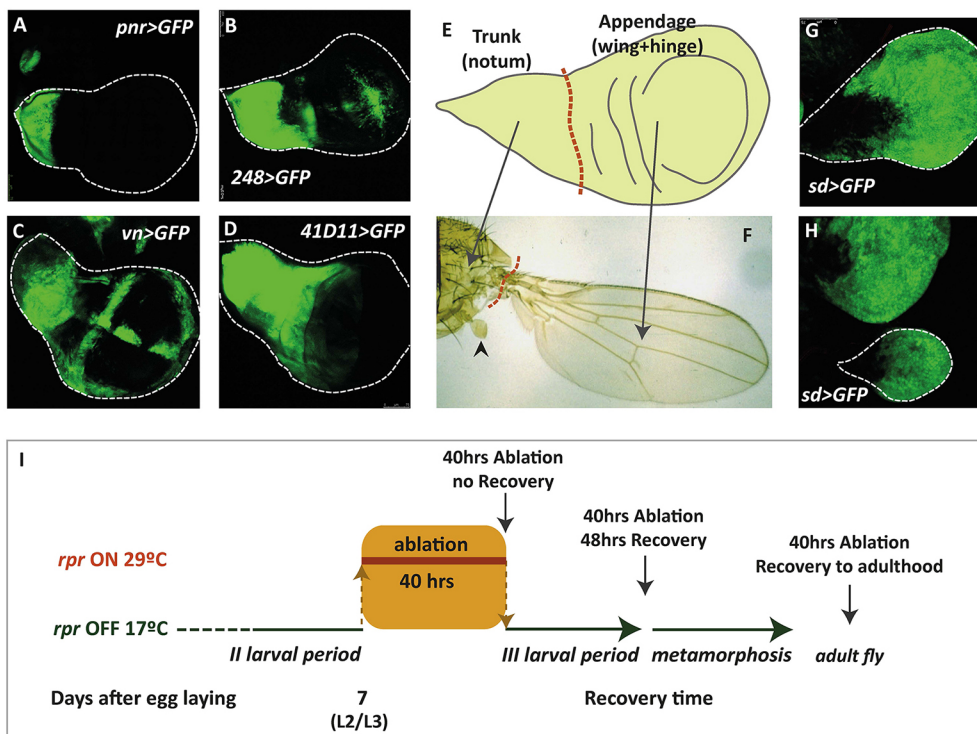 A
pnr>GFP
B
248>GFP
C
vn>GFP
D
41D11>GFP
E
Trunk
(notum)
Appendage
(wing+hinge)
F
G
sd>GFP
H
sd>GFP
I
40hrs Ablation
no Recovery
40hrs Ablation
48hrs Recovery
40hrs Ablation
Recovery to adulthood
rpr ON 29ºC
ablation
40 hrs
rpr OFF 17ºC
II larval period
III larval period
metamorphosis
adult fly
Days after egg laying
7
(L2/L3)
Recovery time